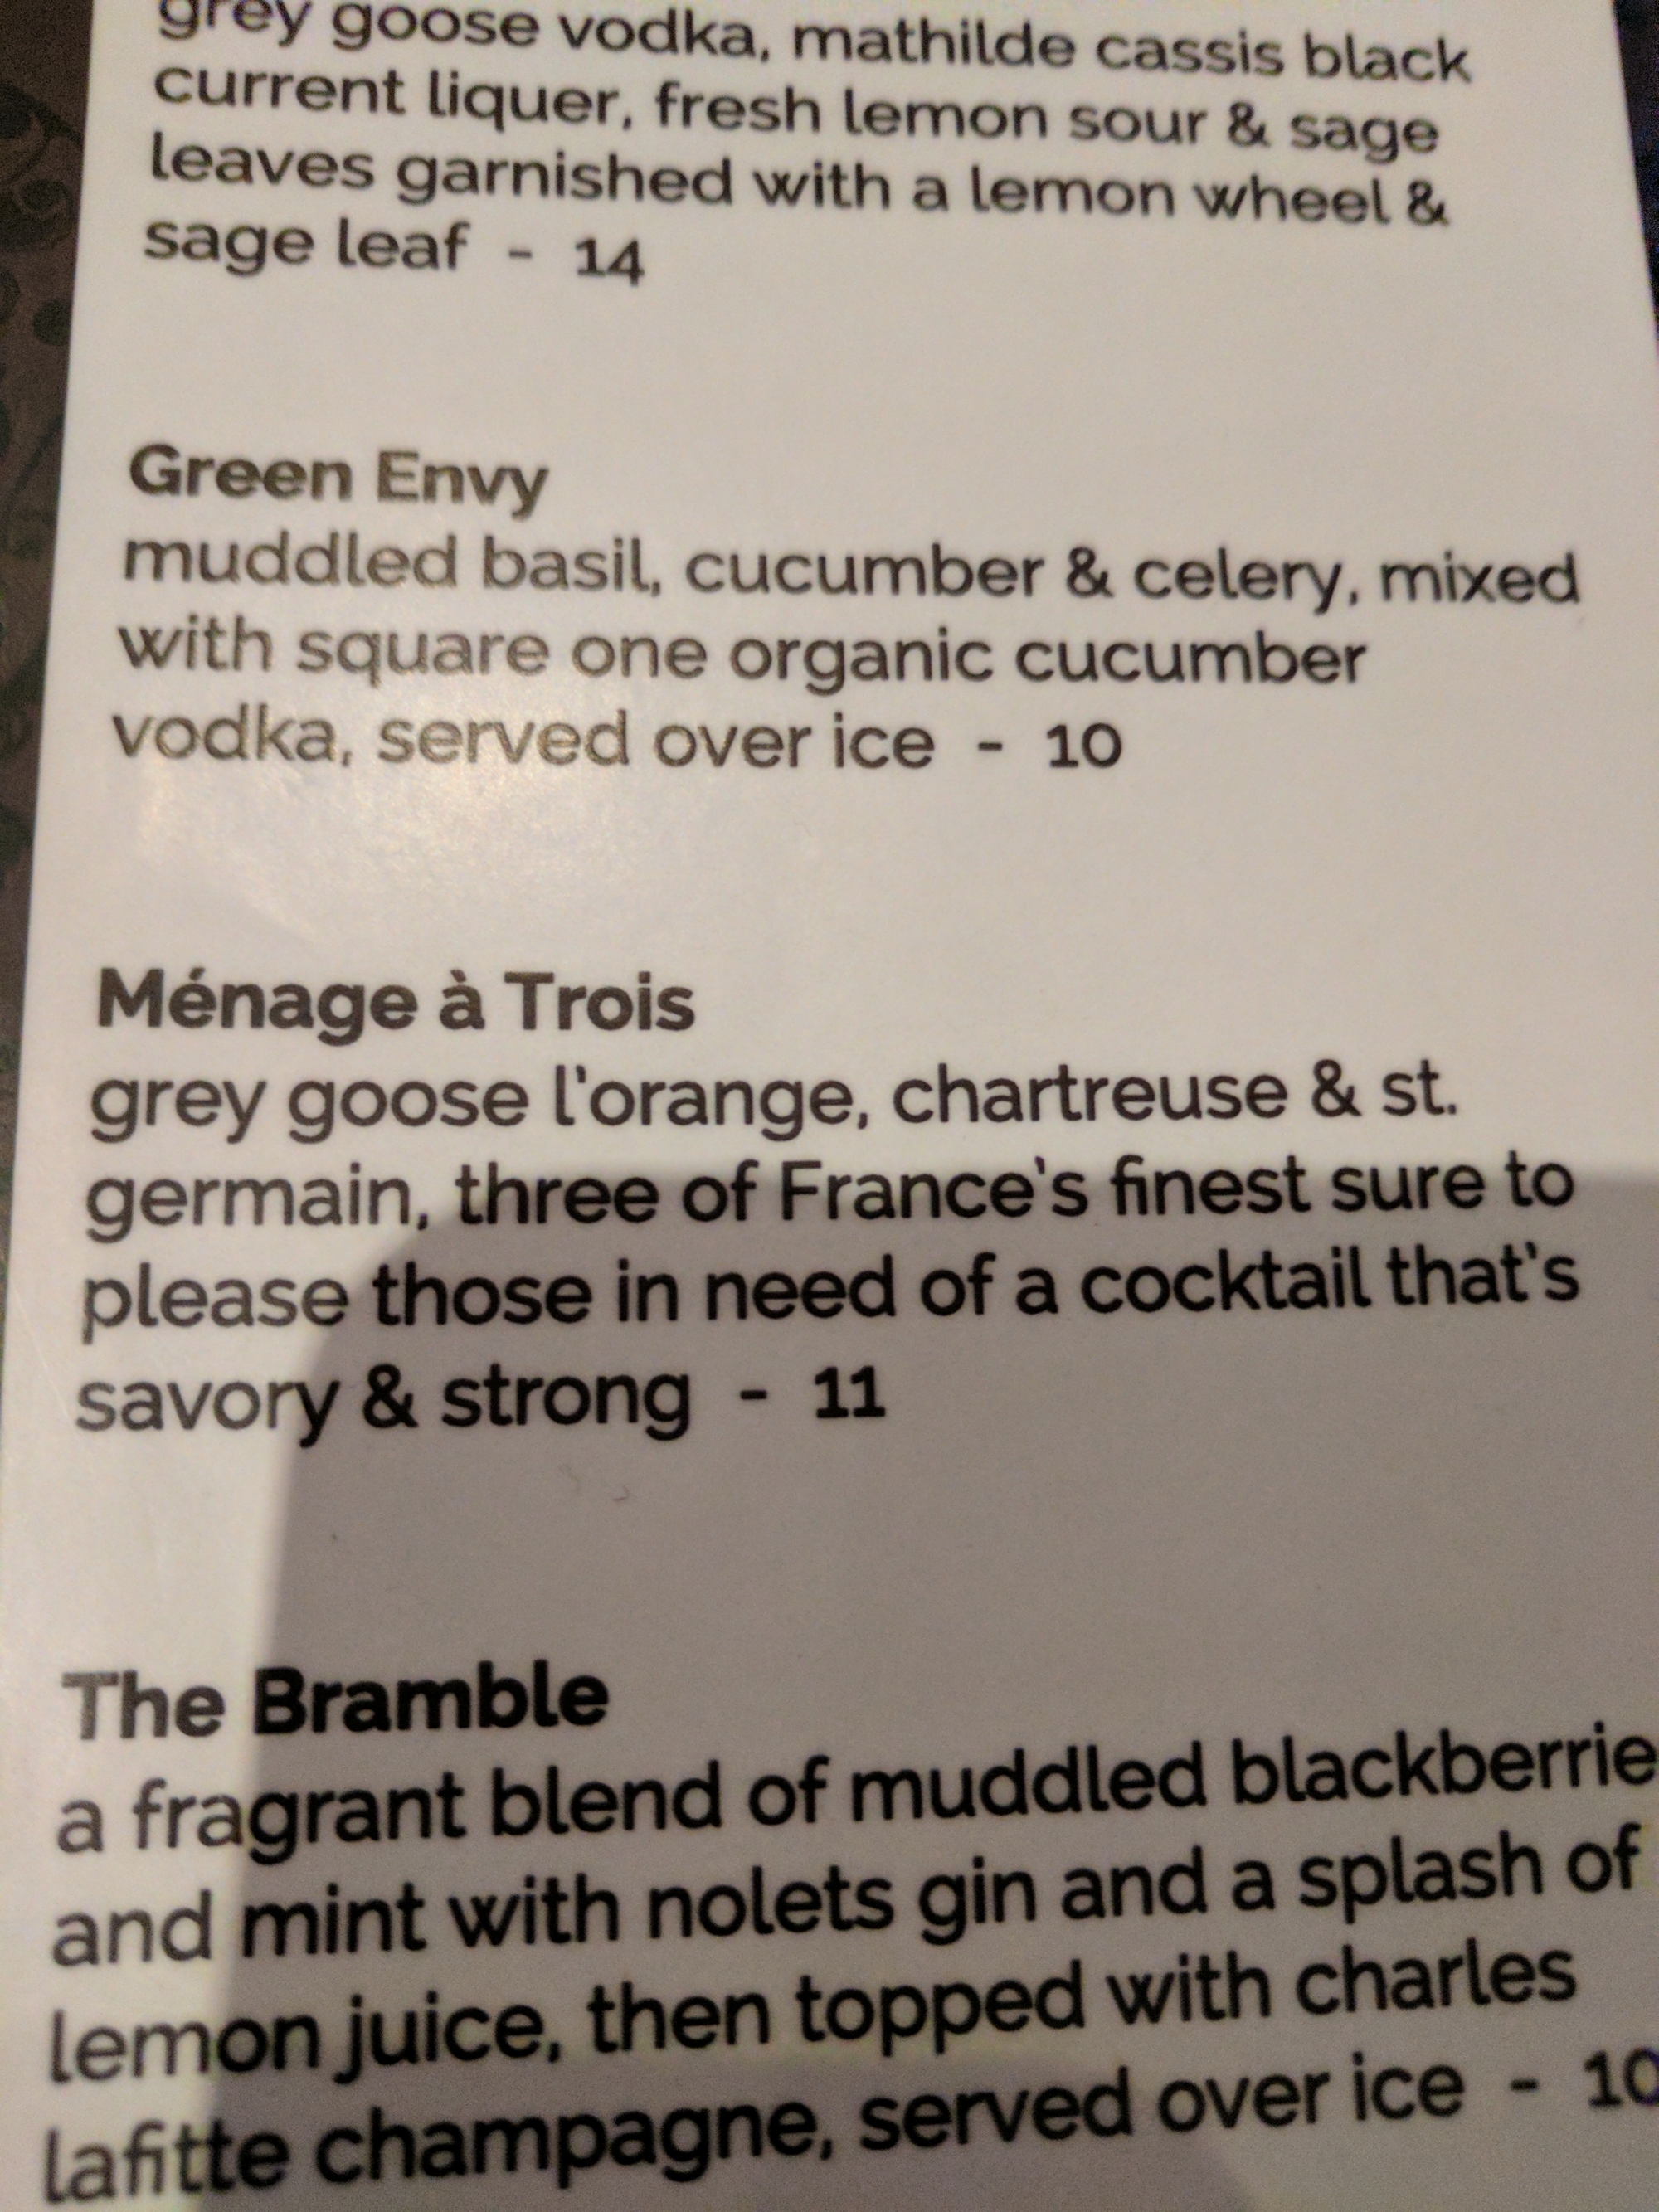 grey goose vodka, mathilde cassis black
current liquer, fresh lemon sour & sage
leaves garnished with a lemon wheel &
sage leaf - 14
Green Envy
muddled basil, cucumber & celery, mixed
with square one organic cucumber
vodka, served over ice - 10
Ménage à Trois
grey goose l'orange, chartreuse & st.
germain, three of France's finest sure to
please those in need of a cocktail that's
savory & strong - 11
The Bramble
a fragrant blend of muddled blackberrie
and mint with nolets gin and a splash of
lemon juice, then topped with charles
lafitte champagne, served over ice - 10